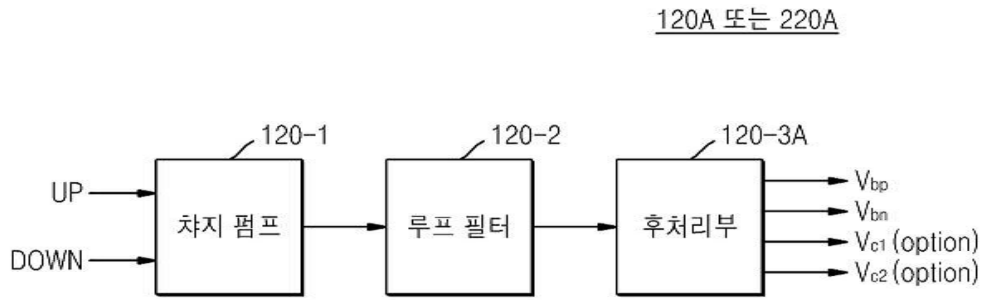 120A 또는 220A
120-1
120-2
120-3A
UP
DOWN
챠지 펌프
루프 필터
후처리부
Vbp
Vbn
Vc1 (option)
Vc2 (option)